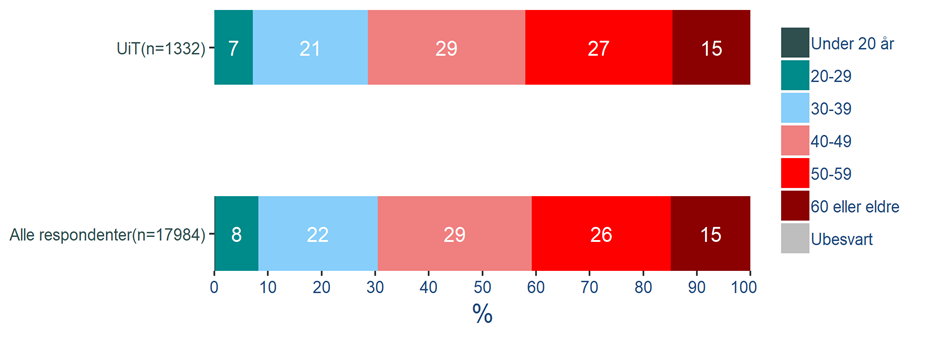 UiT(n=1332)
7 21 29 27 15
Alle respondenter(n=17984)
8 22 29 26 15
0 10 20 30 40 50 60 70 80 90 100
%
Under 20 år
20-29
30-39
40-49
50-59
60 eller eldre
Ubesvart